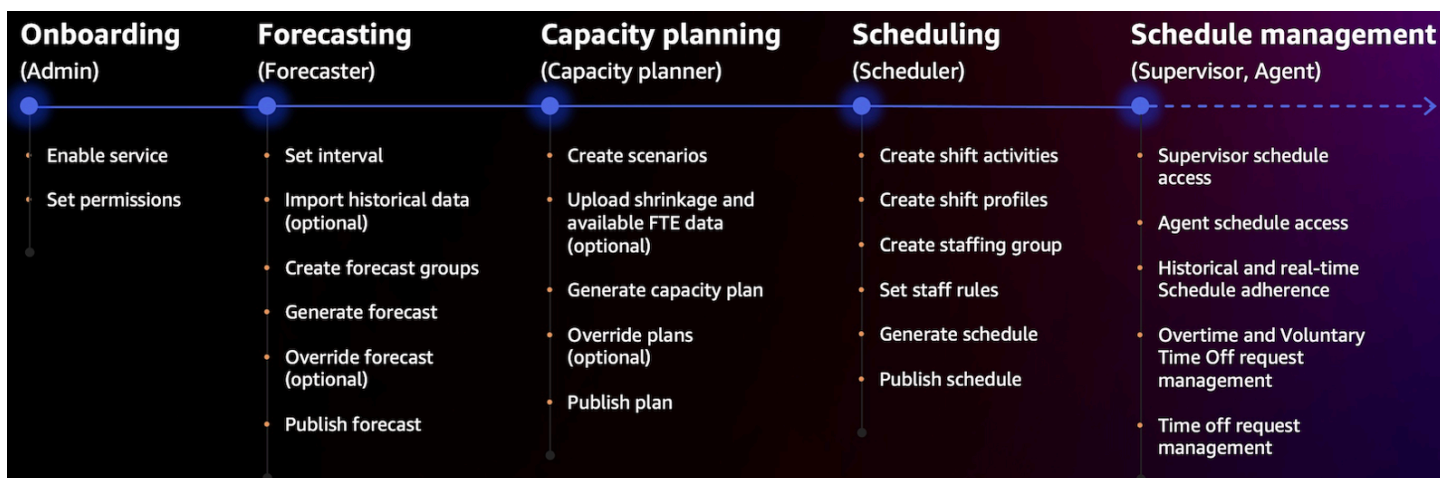 Onboarding
(Admin)
Enable service
Set permissions
Forecasting
(Forecaster)
Set interval
Import historical data
(optional)
Create forecast groups
Generate forecast
Override forecast
(optional)
Publish forecast
Capacity planning
(Capacity planner)
Create scenarios
Upload shrinkage and
available FTE data
(optional)
Generate capacity plan
Override plans
(optional)
Publish plan
Scheduling
(Scheduler)
Create shift activities
Create shift profiles
Create staffing group
Set staff rules
Generate schedule
Publish schedule
Schedule management
(Supervisor, Agent)
Supervisor schedule
access
Agent schedule access
Historical and real-time
Schedule adherence
Overtime and Voluntary
Time Off request
management
Time off request
management